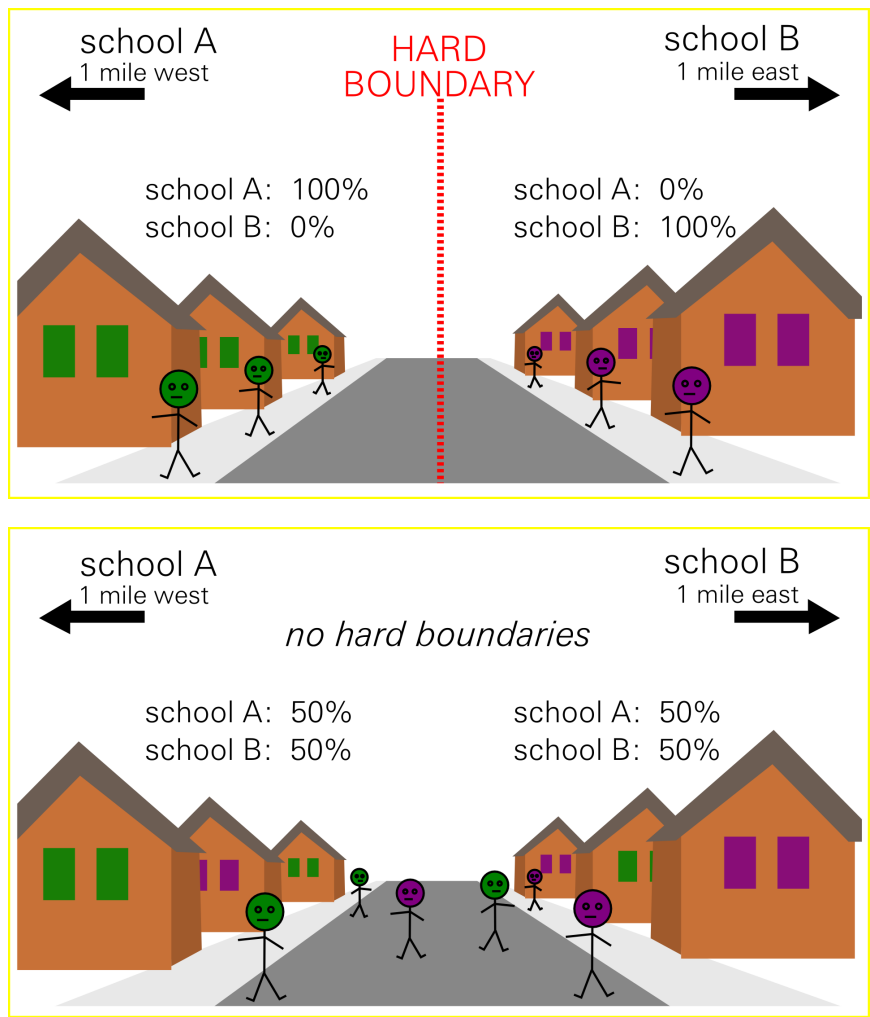 school A
1 mile west
HARD
BOUNDARY
school B
1 mile east
school A: 100%
school B: 0%
school A: 0%
school B: 100%
school A
1 mile west
school B
1 mile east
no hard boundaries
school A: 50%
school B: 50%
school A: 50%
school B: 50%